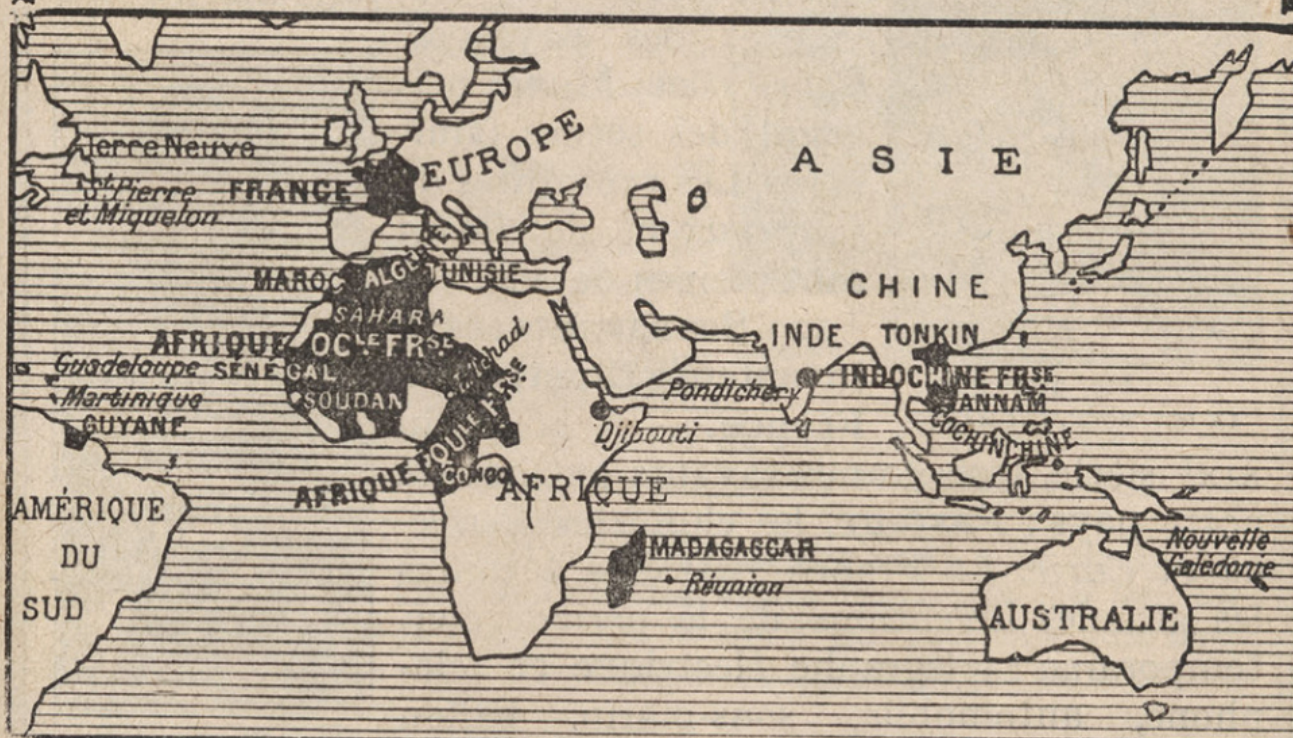 Terre Neuve
St Pierre
et Miquelon
FRANCE
EUROPE
ASIE
MAROC
ALGÉRIE
TUNISIE
SAHARA
AFRIQUE OCLE FRSE
Tchad
Guadeloupe
SÉNÉGAL
Martinique
SOUDAN
GUYANE
CHINE
INDE
TONKIN
Pondichéry
INDOCHINE FRSE
ANNAM
COCHINCHINE
Djibouti
AFRIQUE EQUATLE FRSE
CONGO
AFRIQUE
AMÉRIQUE
DU
SUD
MADAGASCAR
Réunion
Nouvelle
Calédonie
AUSTRALIE